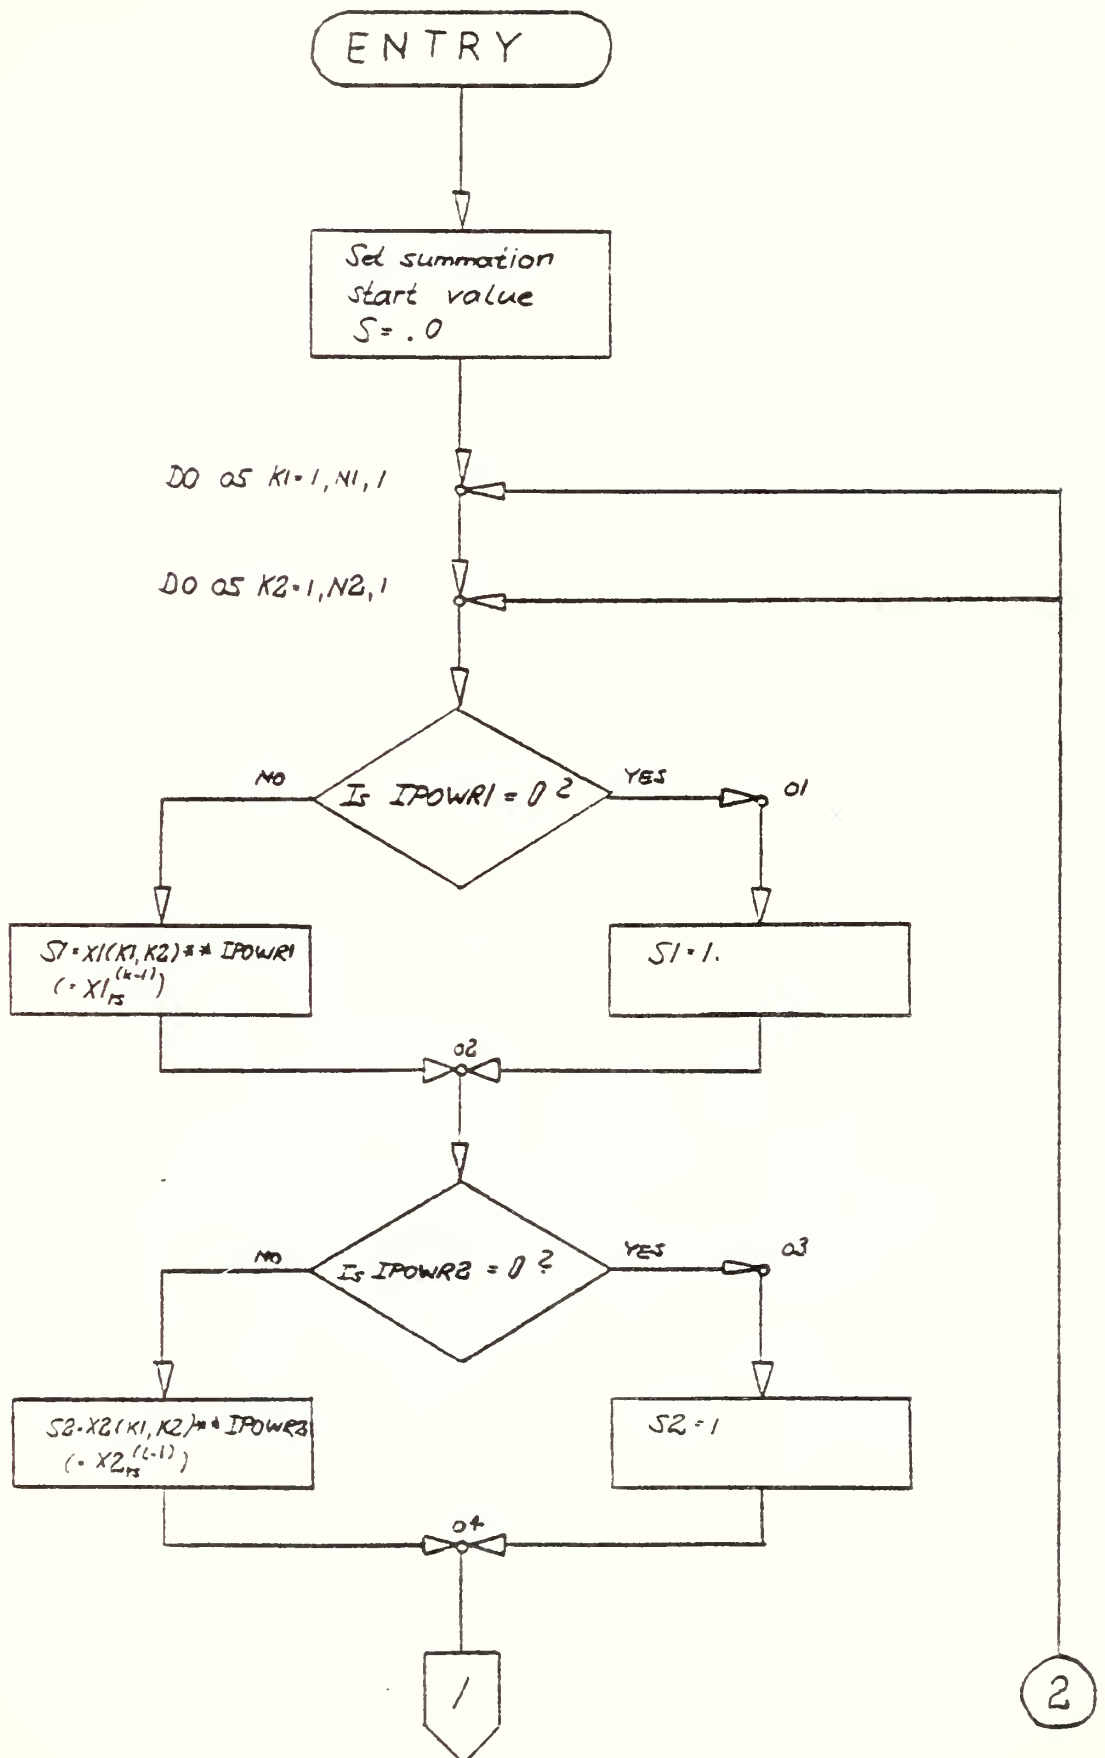 ENTRY
Set summation
start value
S= .0
DO 05 K1=1, N1, 1
DO 05 K2=1, N2, 1
NO
Is IPOWR1 = 0 ?
YES
01
S1=X1(K1,K2)** IPOWR1
(= X1rs^(k-1))
S1=1.
02
NO
Is IPOWR2 = 0 ?
YES
03
S2=X2(K1,K2)** IPOWR2
(= X2rs^(l-1))
S2=1
04
1
2